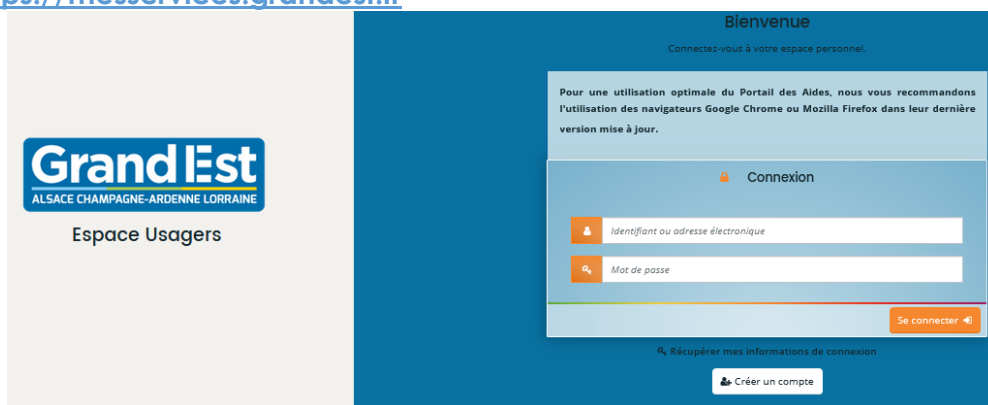 Bienvenue
Connectez-vous à votre espace personnel.
Pour une utilisation optimale du Portail des Aides, nous vous recommandons
l'utilisation des navigateurs Google Chrome ou Mozilla Firefox dans leur dernière
version mise à jour.
Grand Est
ALSACE CHAMPAGNE-ARDENNE LORRAINE
Espace Usagers
Connexion
Identifiant ou adresse électronique
Mot de passe
Se connecter
Récupérer mes informations de connexion
Créer un compte